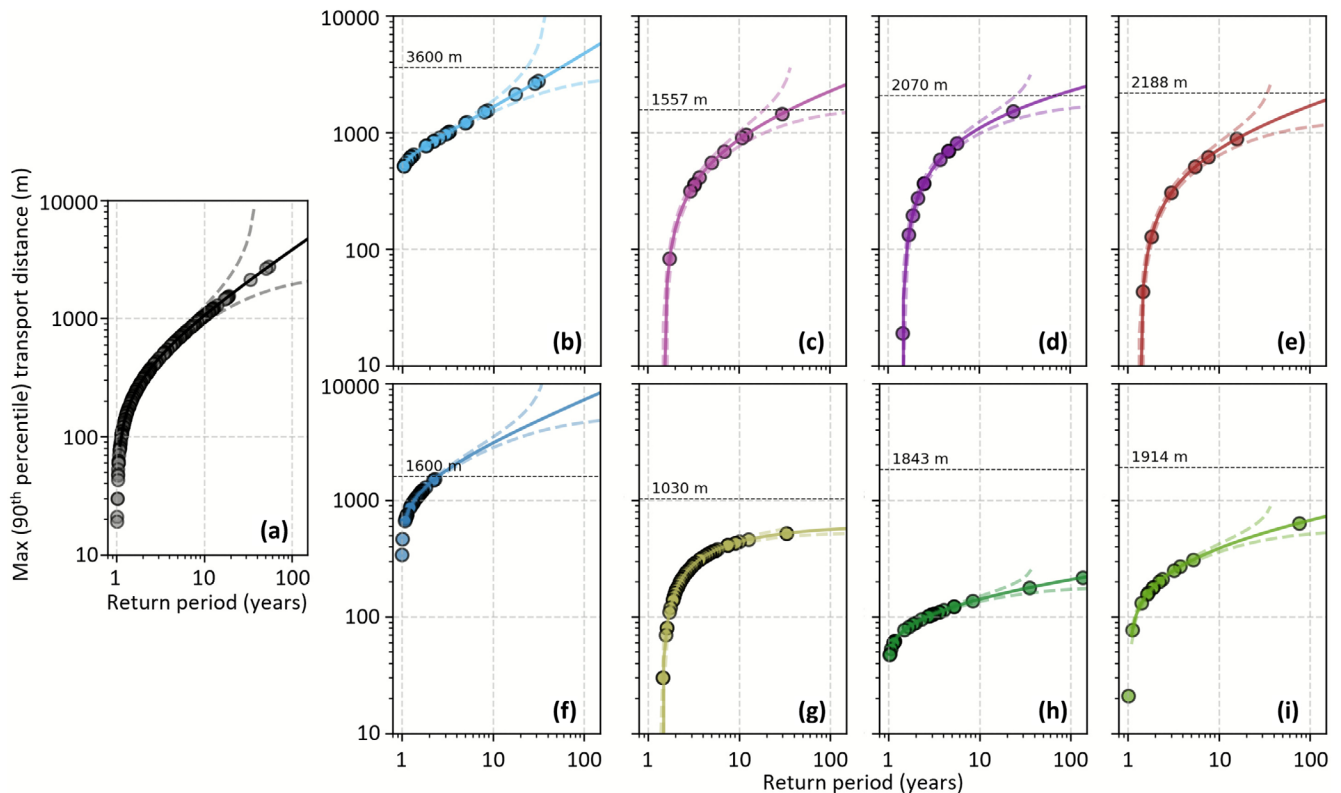 Max (90th percentile) transport distance (m)
10000
1000
100
10
(a)
1
10
100
Return period (years)
10000
1000
100
10
3600 m
(b)
1557 m
(c)
2070 m
(d)
2188 m
(e)
10000
1000
100
10
1600 m
(f)
1030 m
(g)
1843 m
(h)
1914 m
(i)
1
10
100
1
10
100
1
10
100
1
10
100
Return period (years)